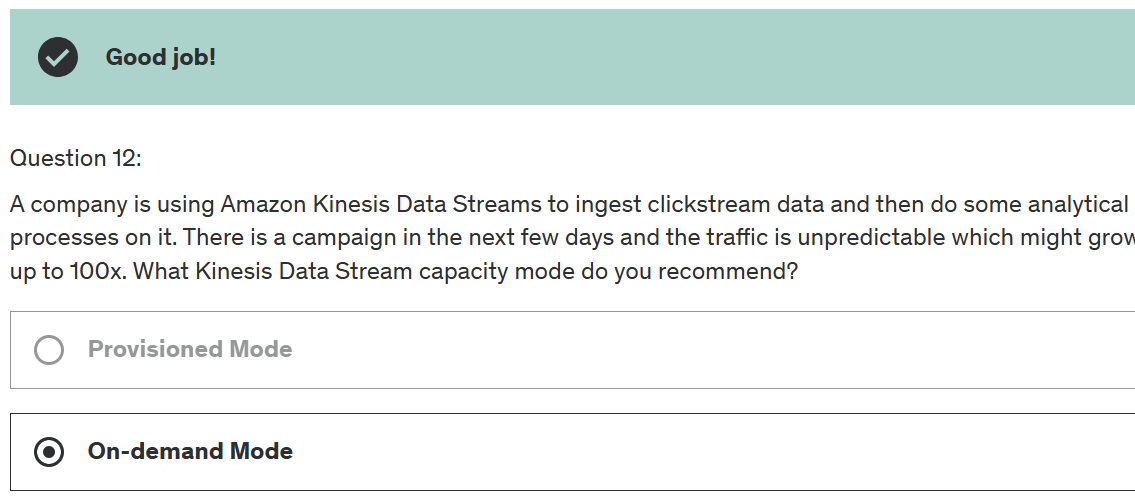 Good job!
Question 12:
A company is using Amazon Kinesis Data Streams to ingest clickstream data and then do some analytical
processes on it. There is a campaign in the next few days and the traffic is unpredictable which might grow
up to 100x. What Kinesis Data Stream capacity mode do you recommend?
Provisioned Mode
On-demand Mode